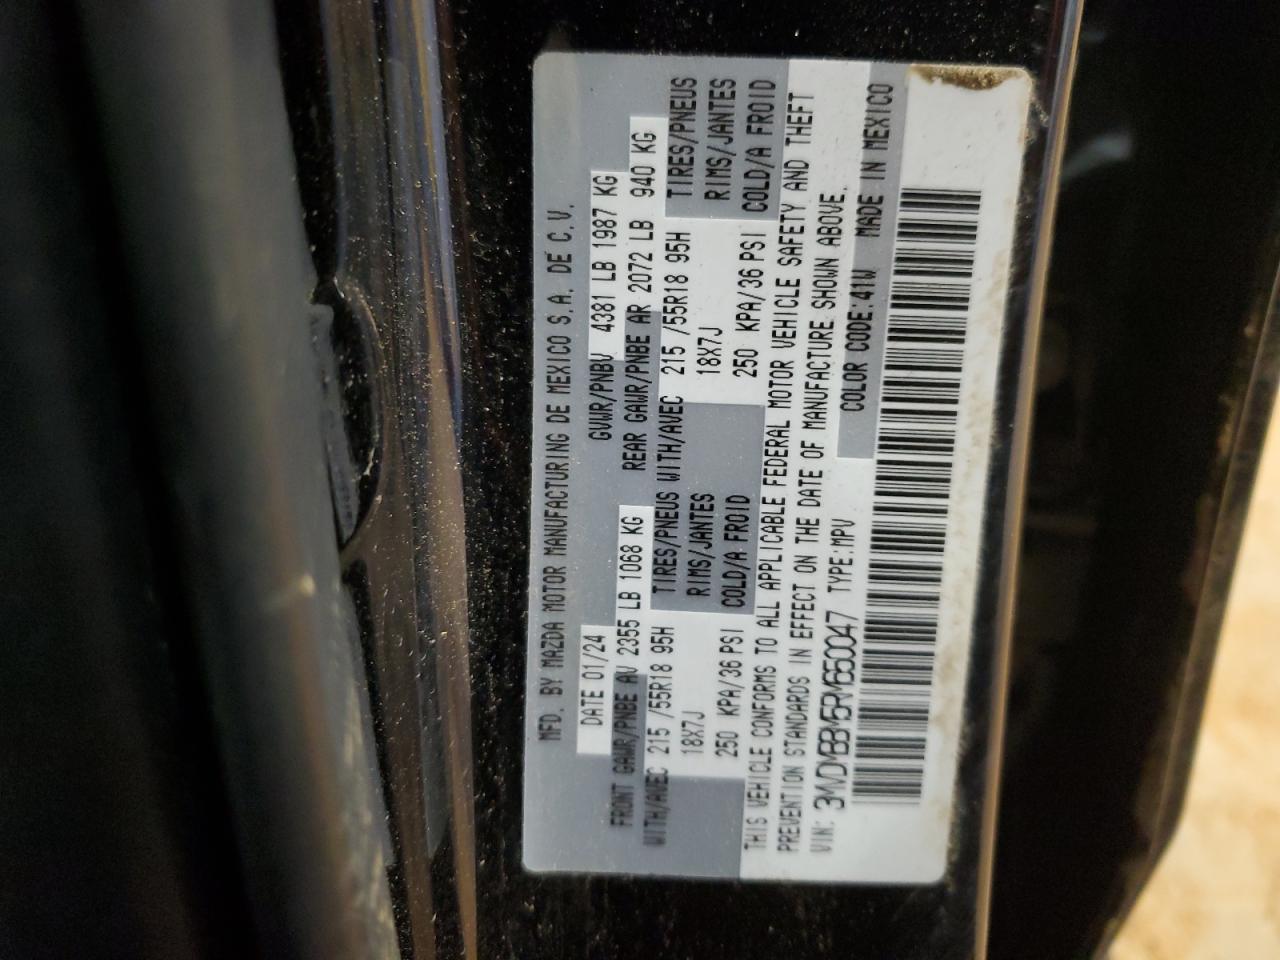 MFD. BY MAZDA MOTOR MANUFACTURING DE MEXICO S.A. DE C.V.
DATE 01/24 GVWR/PNBV 4381 LB 1987 KG
FRONT GAWR/PNBE AV 2355 LB 1068 KG REAR GAWR/PNBE AR 2072 LB 940 KG
WITH/AVEC 215 /55R18 95H TIRES/PNEUS WITH/AVEC 215 /55R18 95H TIRES/PNEUS
18X7J RIMS/JANTES 18X7J RIMS/JANTES
250 KPA/36 PSI COLD/A FROID 250 KPA/36 PSI COLD/A FROID
THIS VEHICLE CONFORMS TO ALL APPLICABLE FEDERAL MOTOR VEHICLE SAFETY AND THEFT
PREVENTION STANDARDS IN EFFECT ON THE DATE OF MANUFACTURE SHOWN ABOVE.
VIN: 3MVDMBBM5RM650047 TYPE:MPV COLOR CODE:41W MADE IN MEXICO